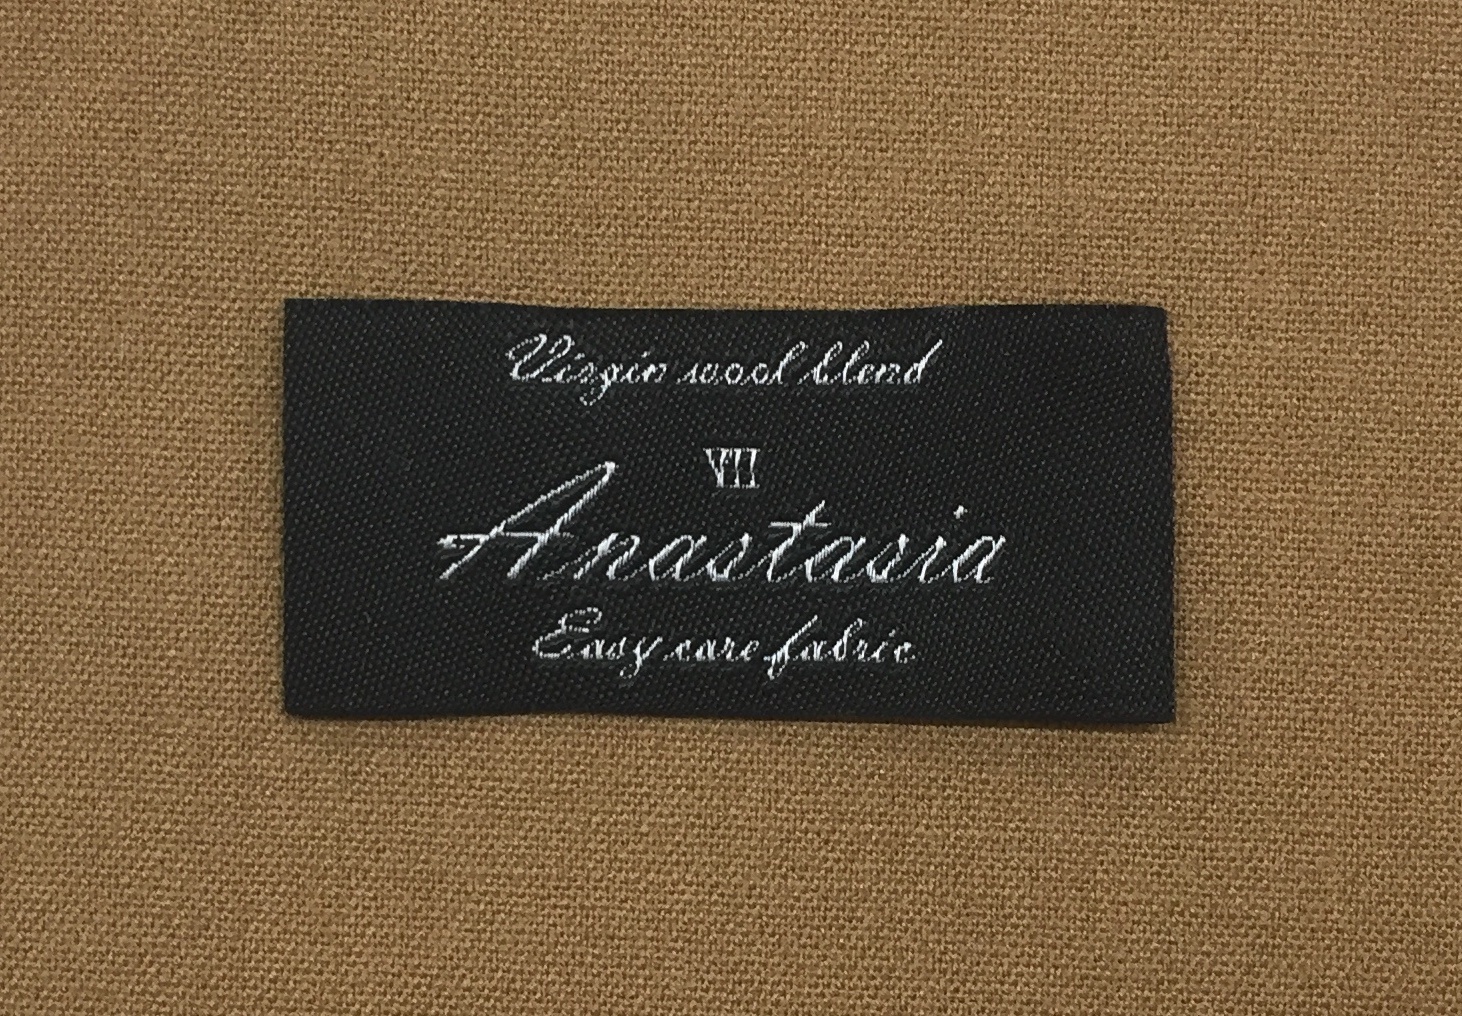 Virgin wool blend
VII
Anastasia
Easy care fabric